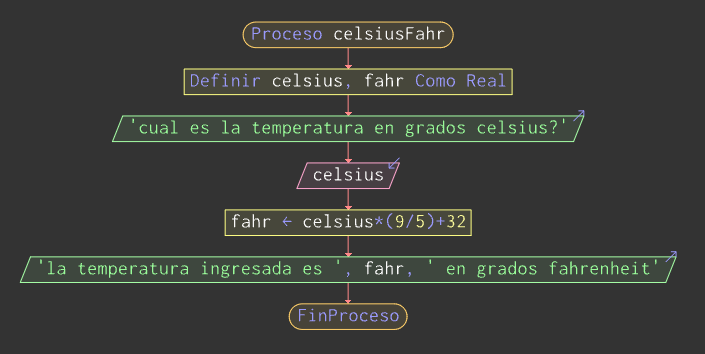 Proceso celsiusFahr
Definir celsius, fahr Como Real
'cual es la temperatura en grados celsius?'
celsius
fahr ← celsius*(9/5)+32
'la temperatura ingresada es ', fahr, ' en grados fahrenheit'
FinProceso